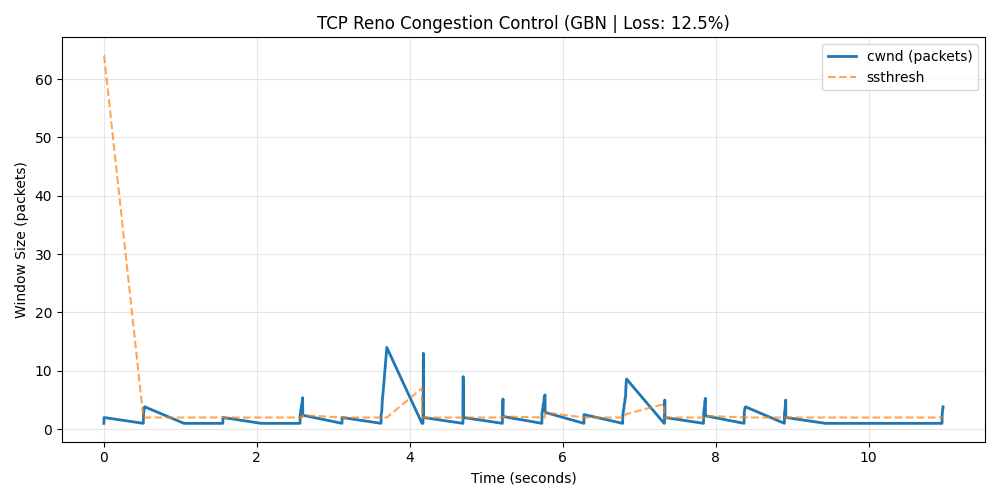 TCP Reno Congestion Control (GBN | Loss: 12.5%)
cwnd (packets)
ssthresh
Window Size (packets)
60
50
40
30
20
10
0
0
2
4
6
8
10
Time (seconds)